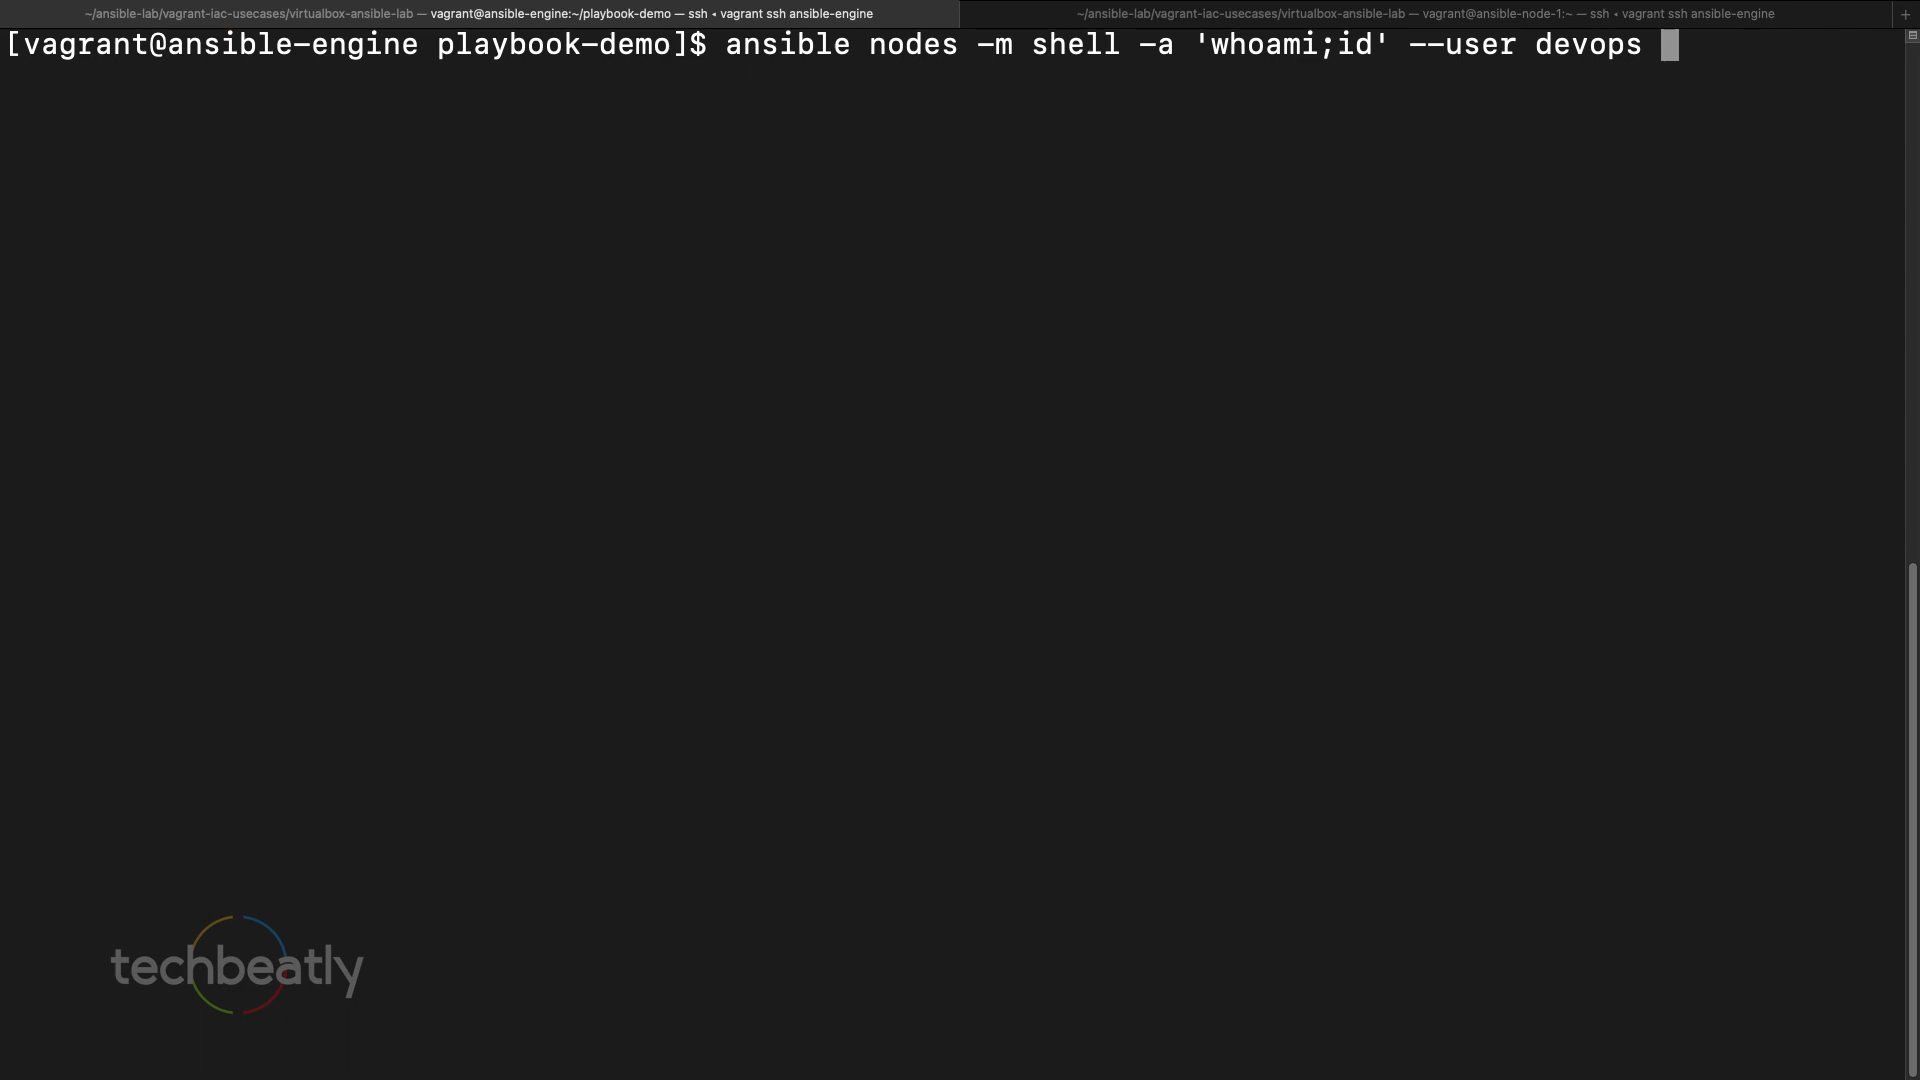 ~/ansible-lab/vagrant-iac-usecases/virtualbox-ansible-lab — vagrant@ansible-engine:~/playbook-demo — ssh ◂ vagrant ssh ansible-engine
~/ansible-lab/vagrant-iac-usecases/virtualbox-ansible-lab — vagrant@ansible-node-1:~ — ssh ◂ vagrant ssh ansible-engine
[vagrant@ansible-engine playbook-demo]$ ansible nodes -m shell -a 'whoami;id' --user devops
techbeatly